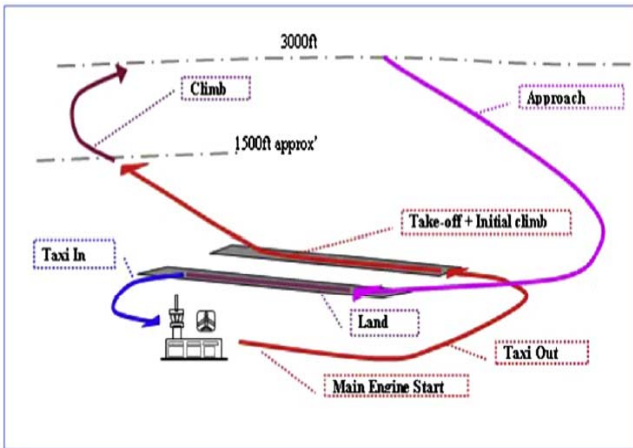 3000ft
Climb
Approach
1500ft approx'
Take-off + Initial climb
Taxi In
Land
Taxi Out
Main Engine Start